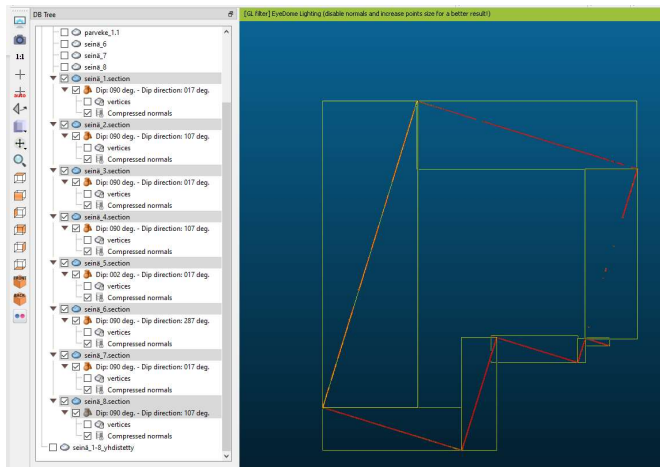 DB Tree
[GL filter] EyeDome Lighting (disable normals and increase points size for a better result!)
parveke_1.1
seinä_6
seinä_7
seinä_8
seinä_1.section
Dip: 090 deg. - Dip direction: 017 deg.
vertices
Compressed normals
seinä_2.section
Dip: 090 deg. - Dip direction: 107 deg.
vertices
Compressed normals
seinä_3.section
Dip: 090 deg. - Dip direction: 017 deg.
vertices
Compressed normals
seinä_4.section
Dip: 090 deg. - Dip direction: 107 deg.
vertices
Compressed normals
seinä_5.section
Dip: 002 deg. - Dip direction: 017 deg.
vertices
Compressed normals
seinä_6.section
Dip: 090 deg. - Dip direction: 287 deg.
vertices
Compressed normals
seinä_7.section
Dip: 090 deg. - Dip direction: 017 deg.
vertices
Compressed normals
seinä_8.section
Dip: 090 deg. - Dip direction: 107 deg.
vertices
Compressed normals
seinä_1-8_yhdistetty
1:1
auto
FRONT
BACK